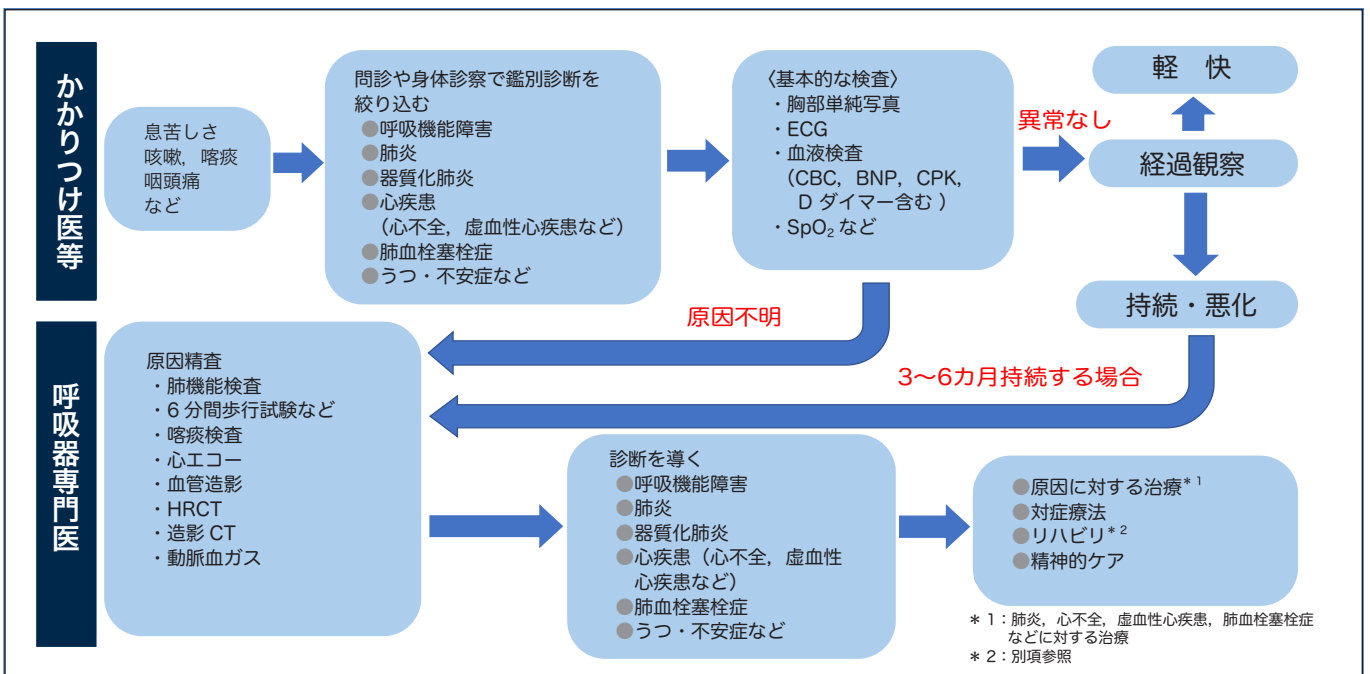 かかりつけ医等
息苦しさ
咳嗽，喀痰
咽頭痛
など
問診や身体診察で鑑別診断を
絞り込む
●呼吸機能障害
●肺炎
●器質化肺炎
●心疾患
（心不全，虚血性心疾患など）
●肺血栓塞栓症
●うつ・不安症など
〈基本的な検査〉
・胸部単純写真
・ECG
・血液検査
（CBC，BNP，CPK，
D ダイマー含む ）
・SpO₂ など
異常なし
軽　快
経過観察
持続・悪化
原因不明
3〜6カ月持続する場合
呼吸器専門医
原因精査
・肺機能検査
・6 分間歩行試験など
・喀痰検査
・心エコー
・血管造影
・HRCT
・造影 CT
・動脈血ガス
診断を導く
●呼吸機能障害
●肺炎
●器質化肺炎
●心疾患（心不全，虚血性
心疾患など）
●肺血栓塞栓症
●うつ・不安症など
●原因に対する治療＊1
●対症療法
●リハビリ＊2
●精神的ケア
＊ 1：肺炎，心不全，虚血性心疾患，肺血栓塞栓症
などに対する治療
＊ 2：別項参照